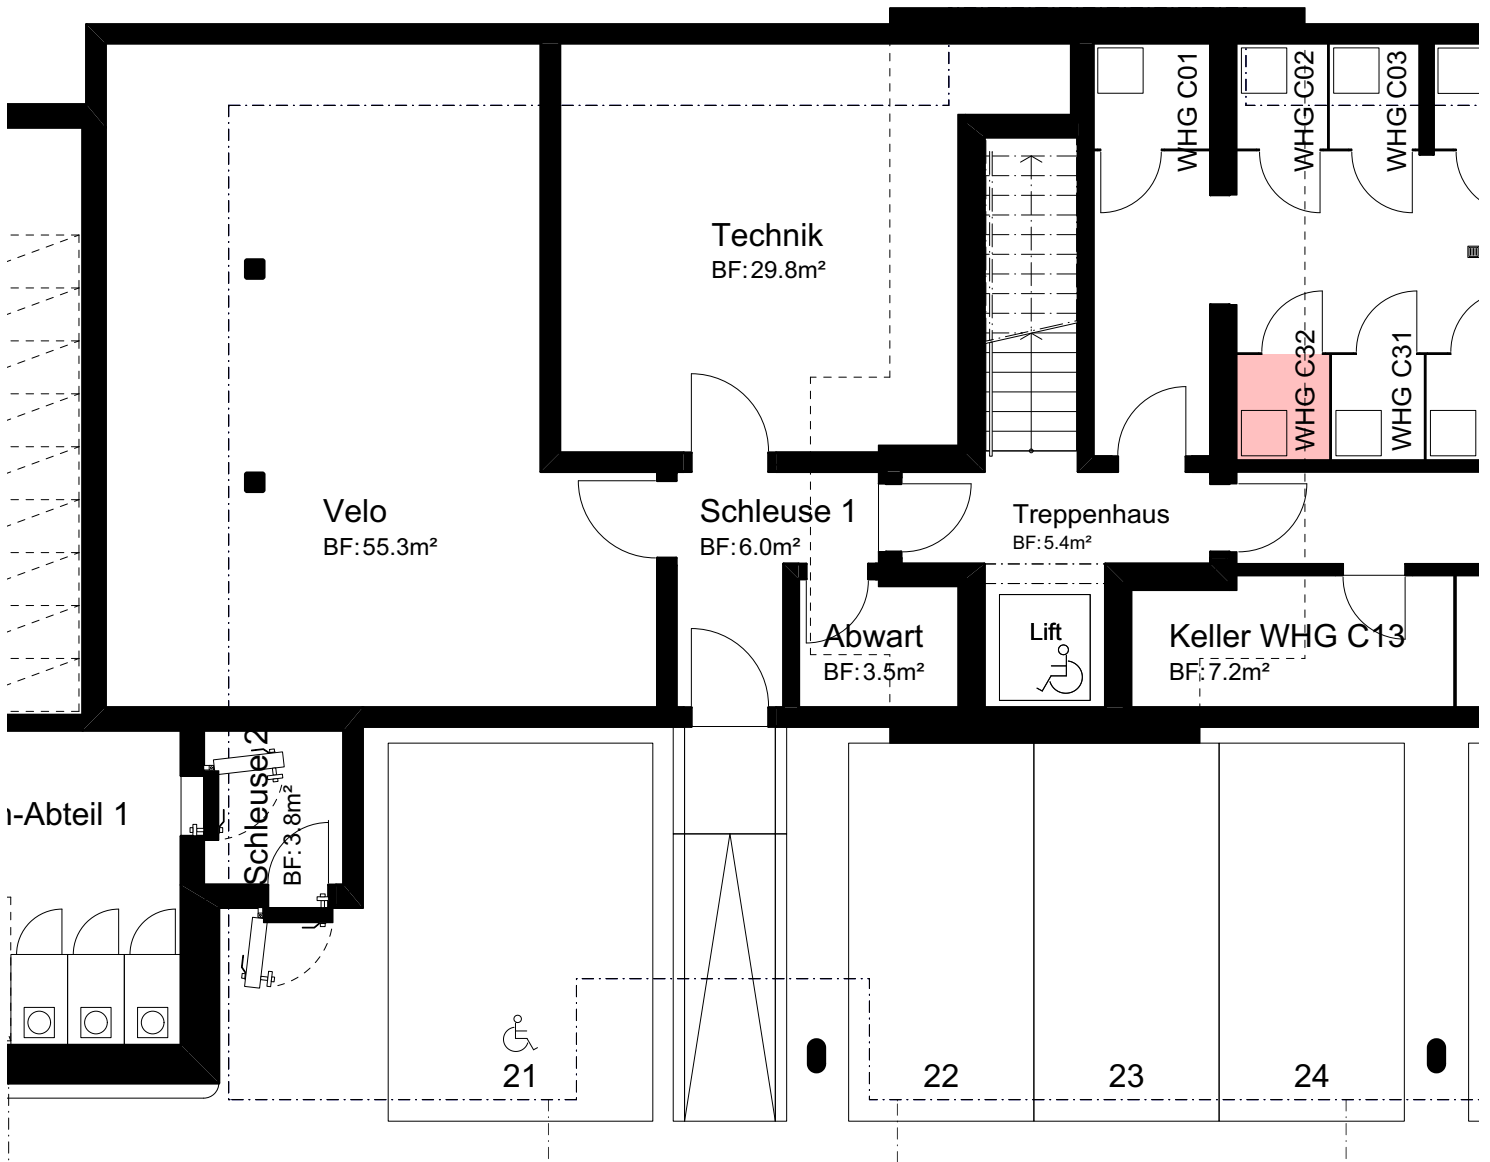 WHG C01
WHG C02
WHG C03
Technik
BF: 29.8m²
WHG C32
WHG C31
Velo
BF: 55.3m²
Schleuse 1
BF: 6.0m²
Treppenhaus
BF: 5.4m²
Abwart
BF: 3.5m²
Lift
Keller WHG C13
BF: 7.2m²
Schleuse 2
BF: 3.8m²
-Abteil 1
21
22
23
24